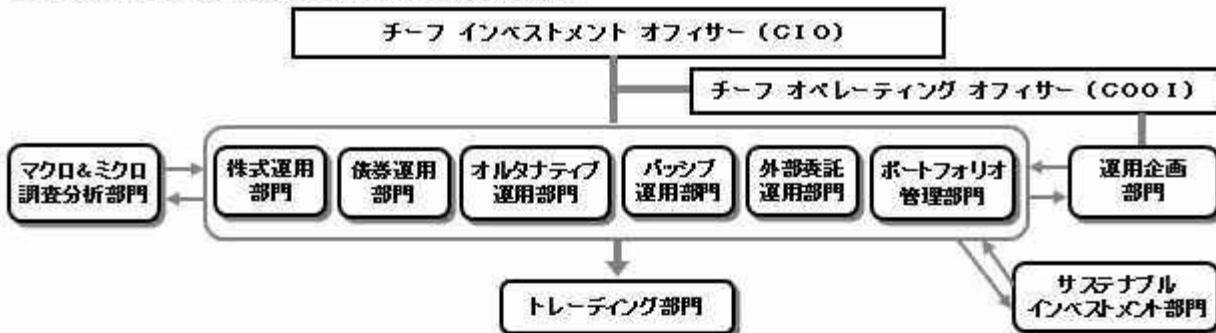 チーフ インベストメント オフィサー (CIO)
チーフ オペレーティング オフィサー (COOI)
マクロ&ミクロ
調査分析部門
株式運用
部門
債券運用
部門
オルタナティブ
運用部門
パッシブ
運用部門
外部委託
運用部門
ポートフォリオ
管理部門
運用企画
部門
トレーディング部門
サステナブル
インベストメント部門